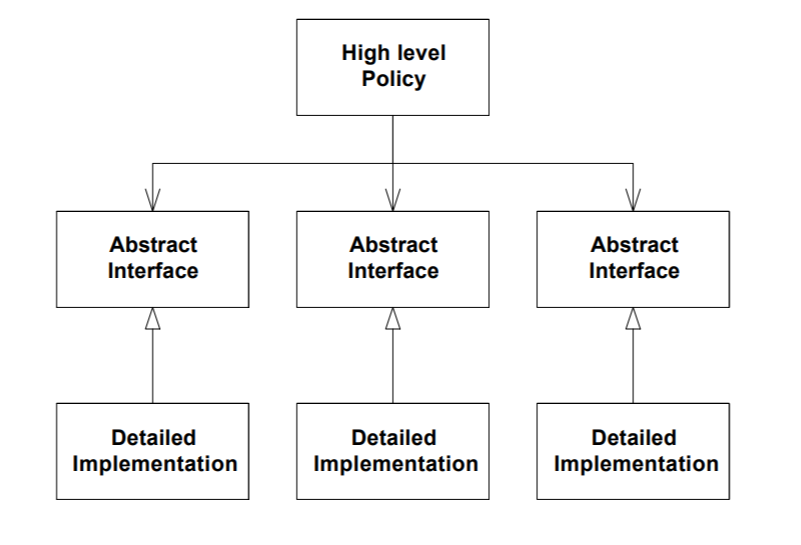 High level
Policy
Abstract
Interface
Abstract
Interface
Abstract
Interface
Detailed
Implementation
Detailed
Implementation
Detailed
Implementation